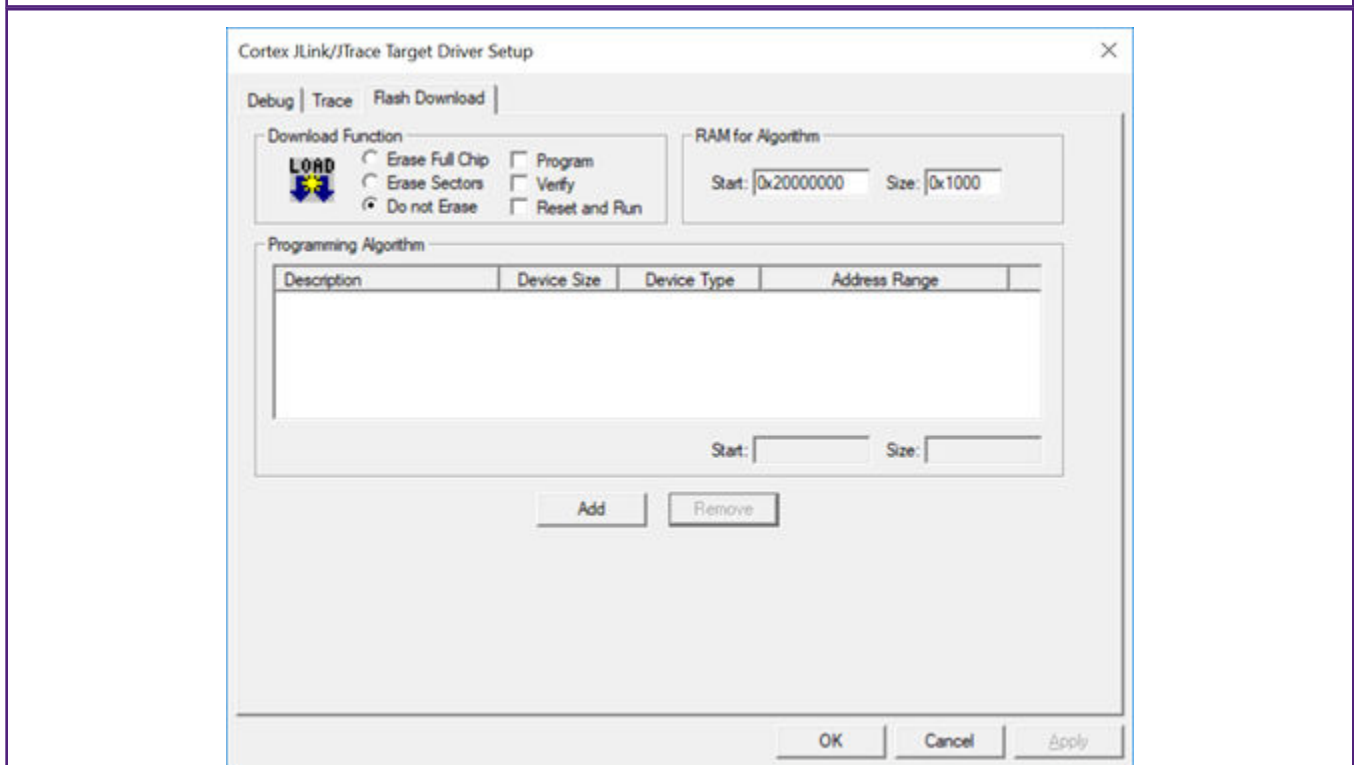 Cortex JLink/JTrace Target Driver Setup
Debug Trace Flash Download
Download Function
LOAD
Erase Full Chip
Erase Sectors
Do not Erase
Program
Verify
Reset and Run
RAM for Algorithm
Start: 0x20000000 Size: 0x1000
Programming Algorithm
Description Device Size Device Type Address Range
Start: Size:
Add Remove
OK Cancel Apply